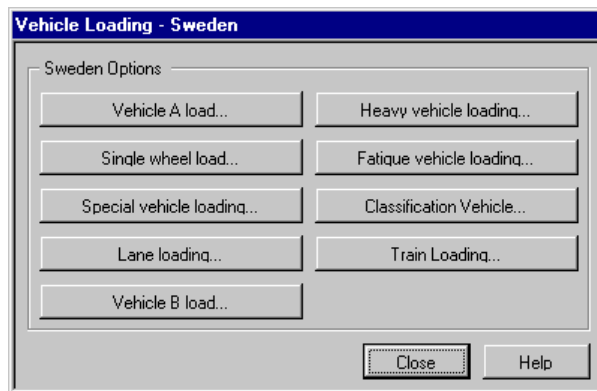 Vehicle Loading - Sweden
Sweden Options
Vehicle A load...
Heavy vehicle loading...
Single wheel load...
Fatique vehicle loading...
Special vehicle loading...
Classification Vehicle...
Lane loading...
Train Loading...
Vehicle B load...
Close
Help